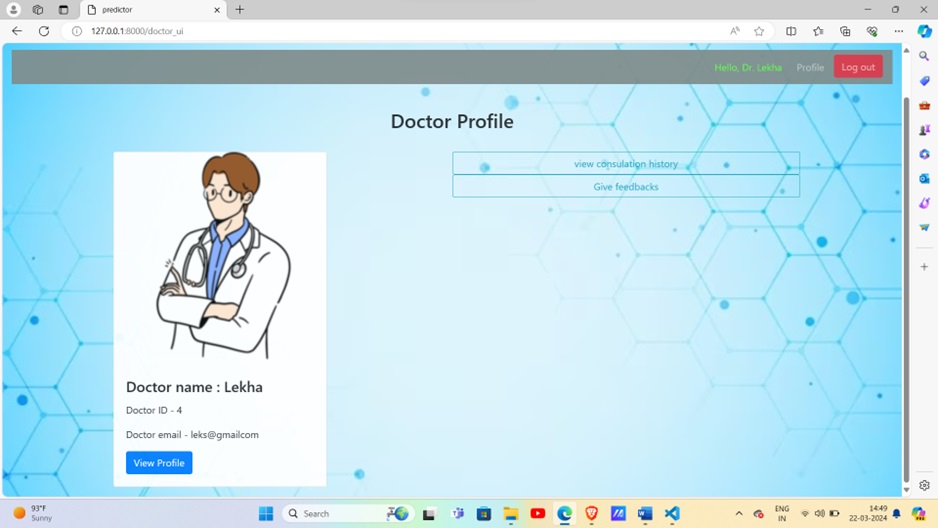 predictor
127.0.0.1:8000/doctor_ui
Hello, Dr. Lekha Profile Log out
Doctor Profile
view consulation history
Give feedbacks
Doctor name : Lekha
Doctor ID - 4
Doctor email - leks@gmailcom
View Profile
93°F
Sunny
Search
ENG
IN
14:49
22-03-2024